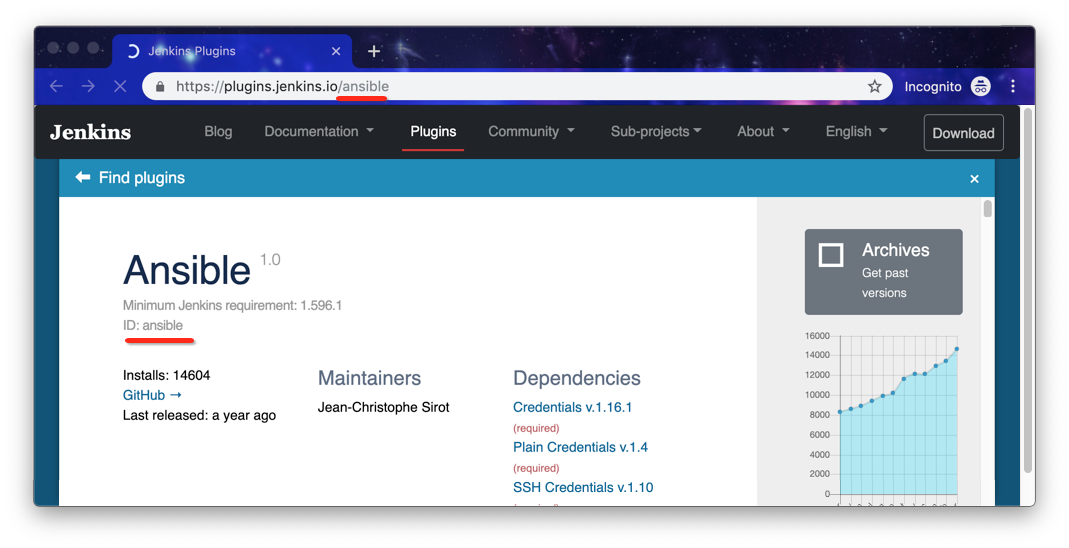 Jenkins Plugins
https://plugins.jenkins.io/ansible
Incognito
Jenkins
Blog
Documentation
Plugins
Community
Sub-projects
About
English
Download
Find plugins
Ansible 1.0
Minimum Jenkins requirement: 1.596.1
ID: ansible
Installs: 14604
GitHub →
Last released: a year ago
Maintainers
Jean-Christophe Sirot
Dependencies
Credentials v.1.16.1
(required)
Plain Credentials v.1.4
(required)
SSH Credentials v.1.10
Archives
Get past
versions
16000
14000
12000
10000
8000
6000
4000
2000
0